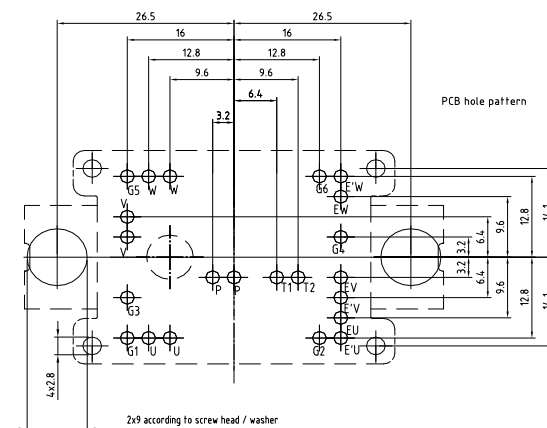 26.5 26.5
16 16
12.8 12.8
9.6 9.6
6.4
3.2
PCB hole pattern
G5 W W G6 E'W
EW
V
V G4
P P T1 T2 EV
G3 E'V
EU
G1 U U G2 E'U
3.2
3.2
6.4
6.4
9.6
9.6
12.8
12.8
4x2.8
2x9 according to screw head / washer